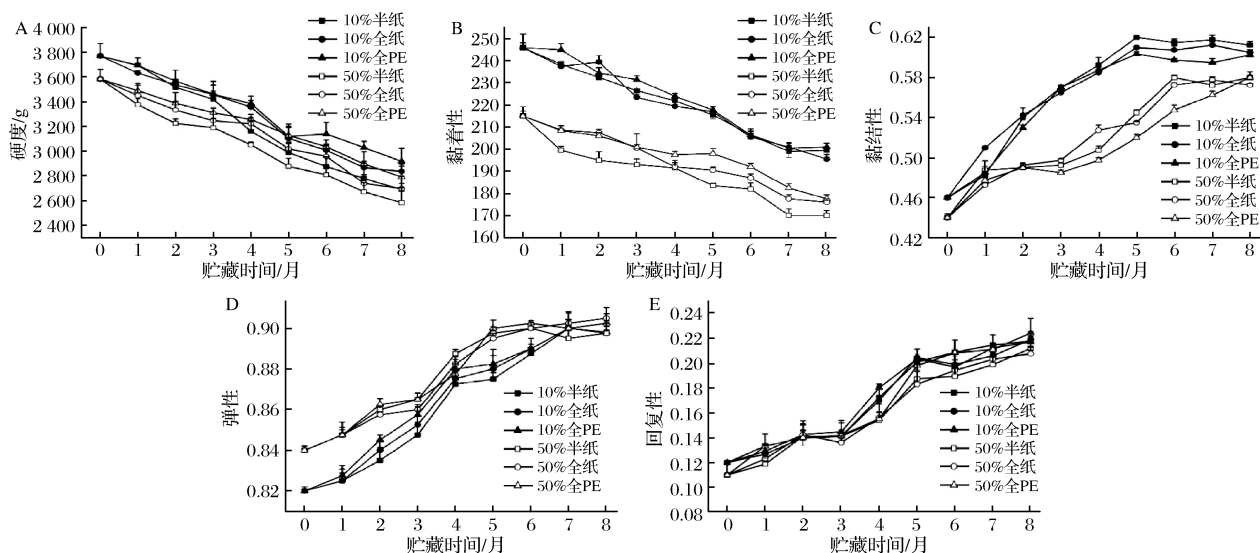 A
硬度/g
4 000
3 800
3 600
3 400
3 200
3 000
2 800
2 600
2 400
0 1 2 3 4 5 6 7 8
贮藏时间/月
10%半纸
10%全纸
10%全PE
50%半纸
50%全纸
50%全PE
B
黏着性
250
240
230
220
210
200
190
180
170
160
0 1 2 3 4 5 6 7 8
贮藏时间/月
10%半纸
10%全纸
10%全PE
50%半纸
50%全纸
50%全PE
C
黏结性
0.62
0.58
0.54
0.50
0.46
0.42
0 1 2 3 4 5 6 7 8
贮藏时间/月
10%半纸
10%全纸
10%全PE
50%半纸
50%全纸
50%全PE
D
弹性
0.90
0.88
0.86
0.84
0.82
0 1 2 3 4 5 6 7 8
贮藏时间/月
10%半纸
10%全纸
10%全PE
50%半纸
50%全纸
50%全PE
E
回复性
0.24
0.22
0.20
0.18
0.16
0.14
0.12
0.10
0.08
0 1 2 3 4 5 6 7 8
贮藏时间/月
10%半纸
10%全纸
10%全PE
50%半纸
50%全纸
50%全PE